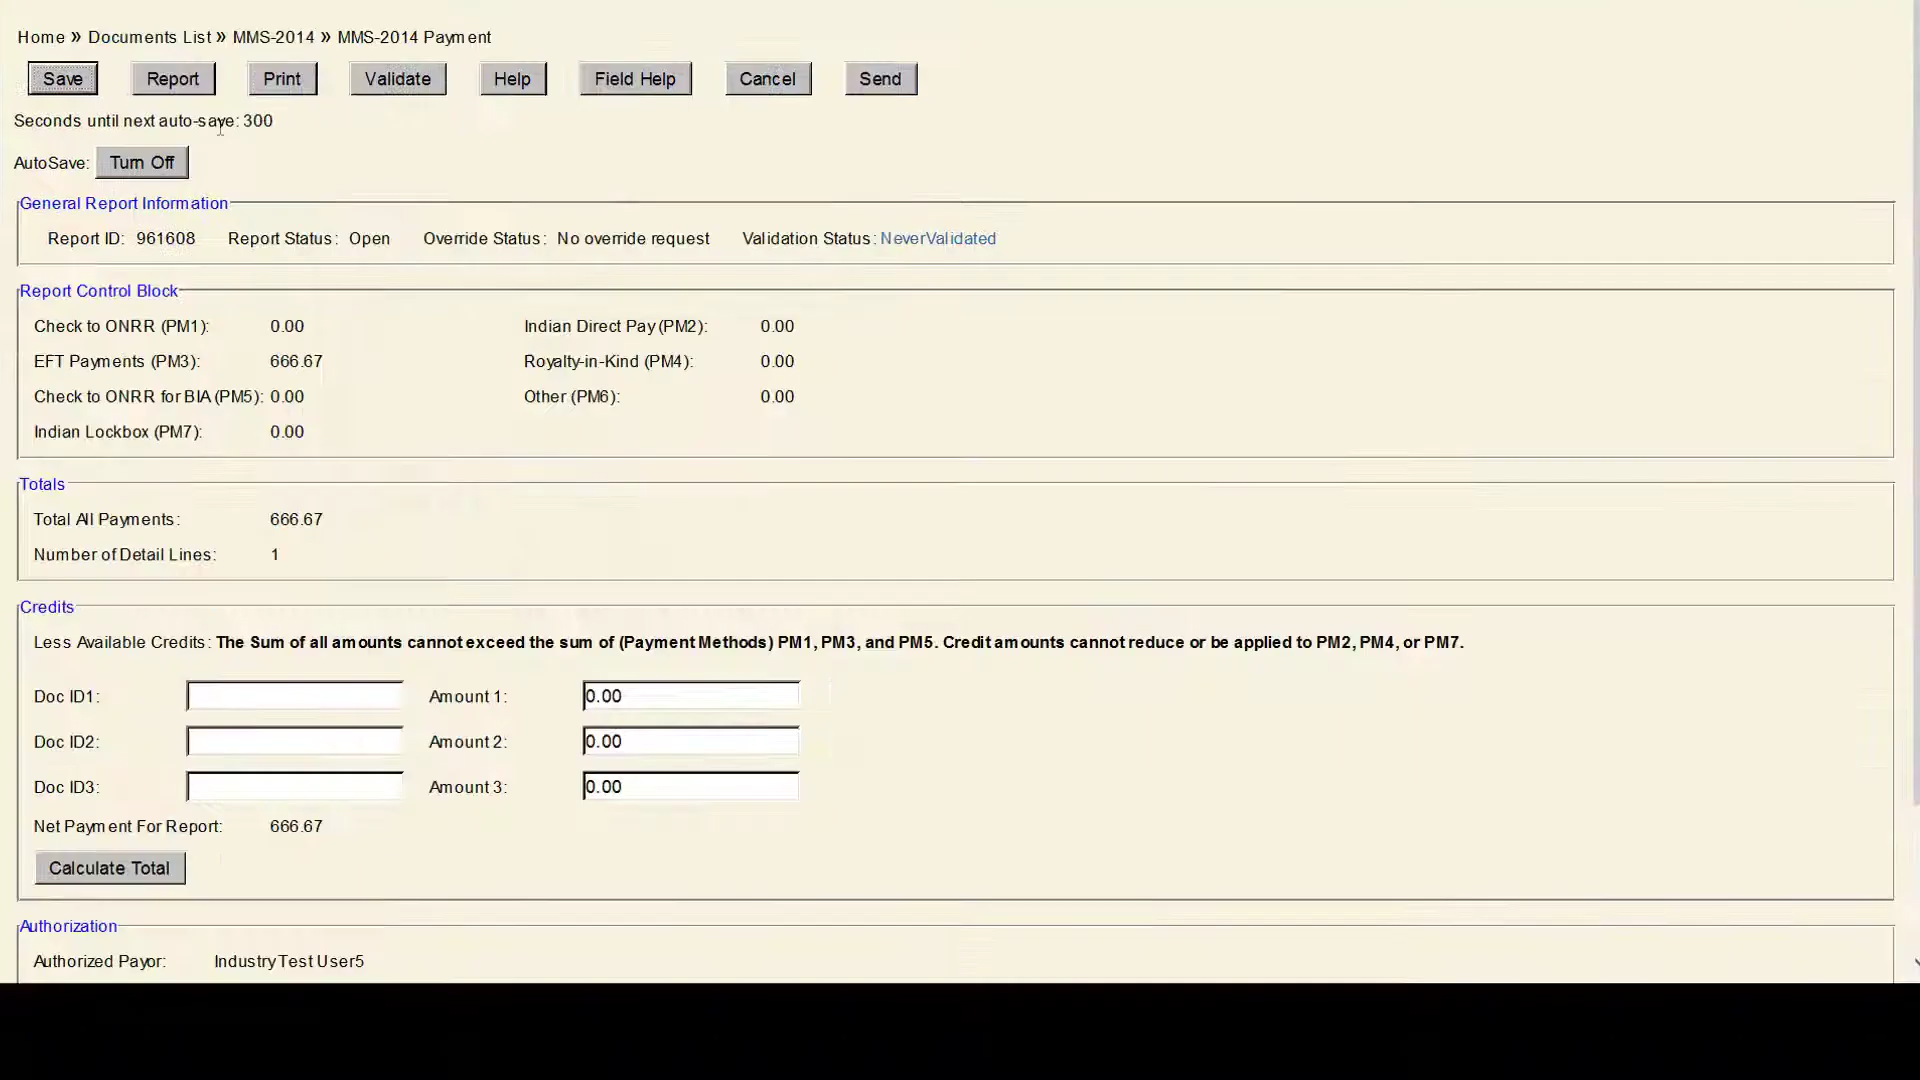 Home » Documents List » MMS-2014 » MMS-2014 Payment
Save Report Print Validate Help Field Help Cancel Send
Seconds until next auto-save: 300
AutoSave: Turn Off
General Report Information
Report ID: 961608 Report Status: Open Override Status: No override request Validation Status: NeverValidated
Report Control Block
Check to ONRR (PM1): 0.00 Indian Direct Pay (PM2): 0.00
EFT Payments (PM3): 666.67 Royalty-in-Kind (PM4): 0.00
Check to ONRR for BIA (PM5): 0.00 Other (PM6): 0.00
Indian Lockbox (PM7): 0.00
Totals
Total All Payments: 666.67
Number of Detail Lines: 1
Credits
Less Available Credits: The Sum of all amounts cannot exceed the sum of (Payment Methods) PM1, PM3, and PM5. Credit amounts cannot reduce or be applied to PM2, PM4, or PM7.
Doc ID1: Amount 1: 0.00
Doc ID2: Amount 2: 0.00
Doc ID3: Amount 3: 0.00
Net Payment For Report: 666.67
Calculate Total
Authorization
Authorized Payor: Industry Test User5